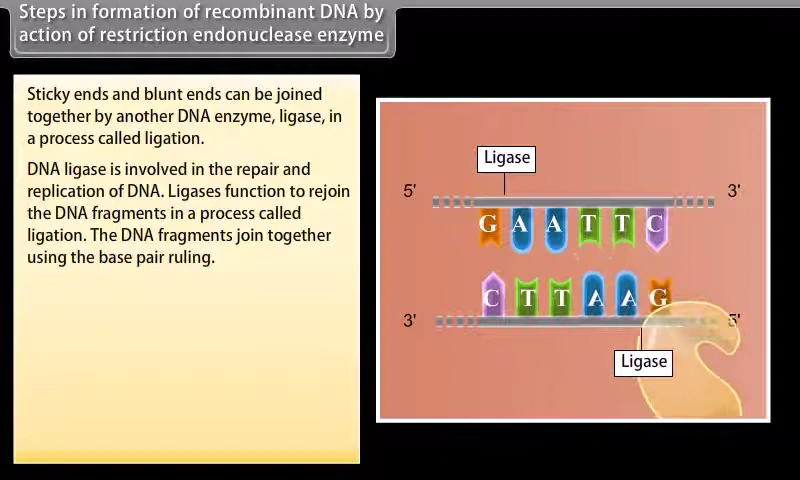 Steps in formation of recombinant DNA by
action of restriction endonuclease enzyme
Sticky ends and blunt ends can be joined
together by another DNA enzyme, ligase, in
a process called ligation.
DNA ligase is involved in the repair and
replication of DNA. Ligases function to rejoin
the DNA fragments in a process called
ligation. The DNA fragments join together
using the base pair ruling.
Ligase
5' 3'
G A A T T C
C T T A A G
3' 5'
Ligase